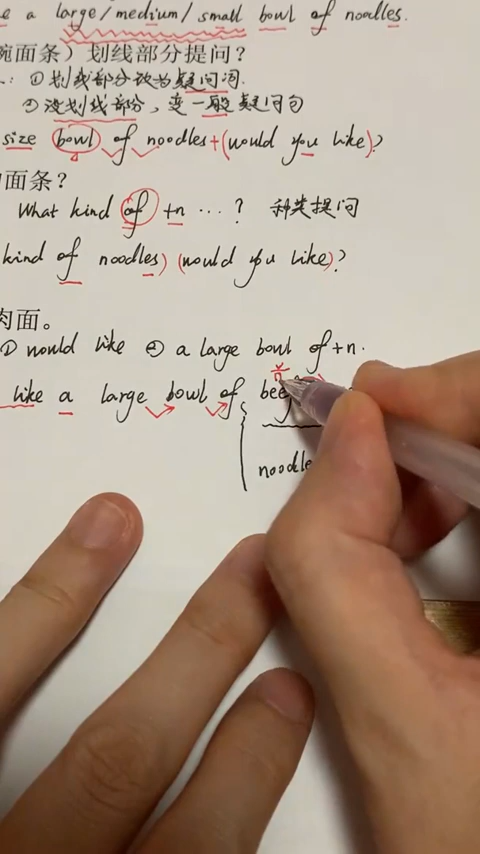 a large/medium/small bowl of noodles.
碗面条）划线部分提问？
①划线部分改为疑问词.
②没划线部分，变一般疑问句
size bowl of noodles+(would you like)?
面条？
What kind of + n ...? 种类提问
kind of noodles) (would you like)?
肉面。
① would like ② a large bowl of + n.
like a large bowl of